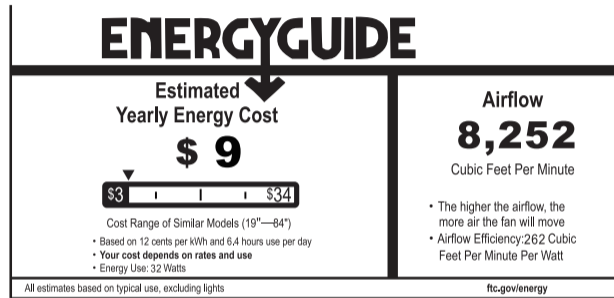 ENERGYGUIDE
Estimated
Yearly Energy Cost
$ 9
$3 $34
Cost Range of Similar Models (19"—84")
• Based on 12 cents per kWh and 6.4 hours use per day
• Your cost depends on rates and use
• Energy Use: 32 Watts
Airflow
8,252
Cubic Feet Per Minute
• The higher the airflow, the
more air the fan will move
• Airflow Efficiency:262 Cubic
Feet Per Minute Per Watt
All estimates based on typical use, excluding lights
ftc.gov/energy